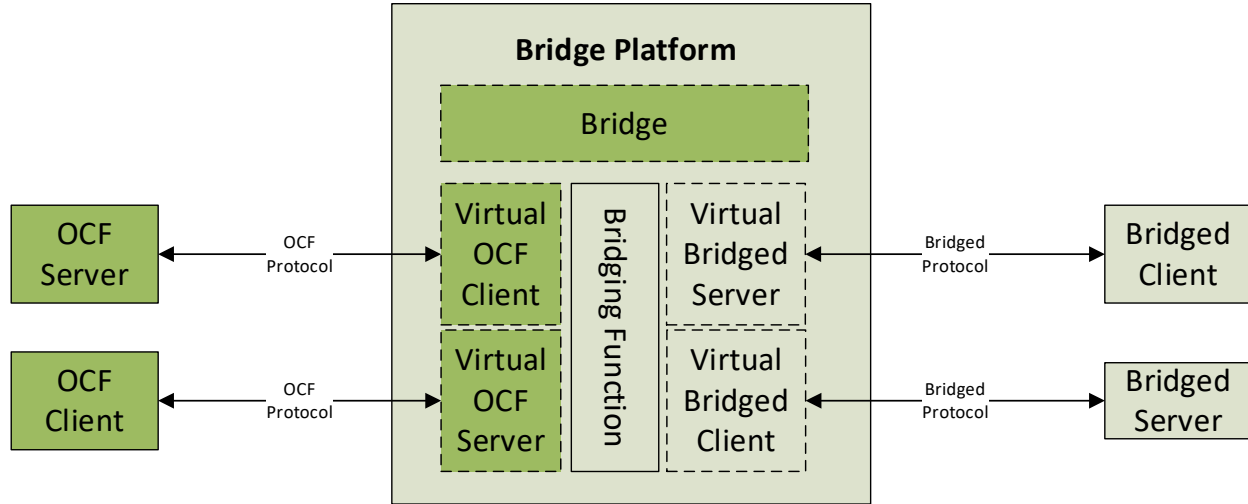 Bridge Platform
Bridge
OCF
Server
OCF
Protocol
Virtual
OCF
Client
Bridging Function
Virtual
Bridged
Server
Bridged
Protocol
Bridged
Client
OCF
Client
OCF
Protocol
Virtual
OCF
Server
Virtual
Bridged
Client
Bridged
Protocol
Bridged
Server